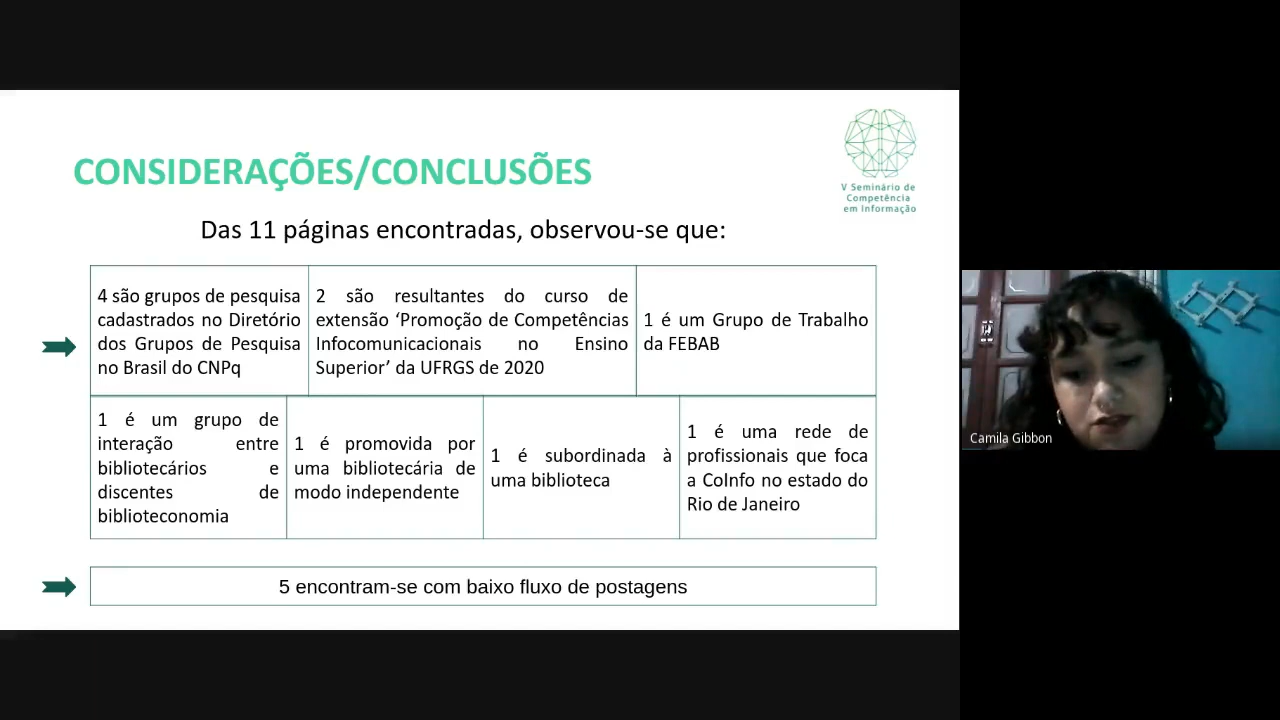 V Seminário de
Competência
em Informação
CONSIDERAÇÕES/CONCLUSÕES
Das 11 páginas encontradas, observou-se que:
4 são grupos de pesquisa
cadastrados no Diretório
dos Grupos de Pesquisa
no Brasil do CNPq
2 são resultantes do curso de
extensão ‘Promoção de Competências
Infocomunicacionais no Ensino
Superior’ da UFRGS de 2020
1 é um Grupo de Trabalho
da FEBAB
1 é um grupo de
interação entre
bibliotecários e
discentes de
biblioteconomia
1 é promovida por
uma bibliotecária de
modo independente
1 é subordinada à
uma biblioteca
1 é uma rede de
profissionais que foca
a CoInfo no estado do
Rio de Janeiro
5 encontram-se com baixo fluxo de postagens
Camila Gibbon